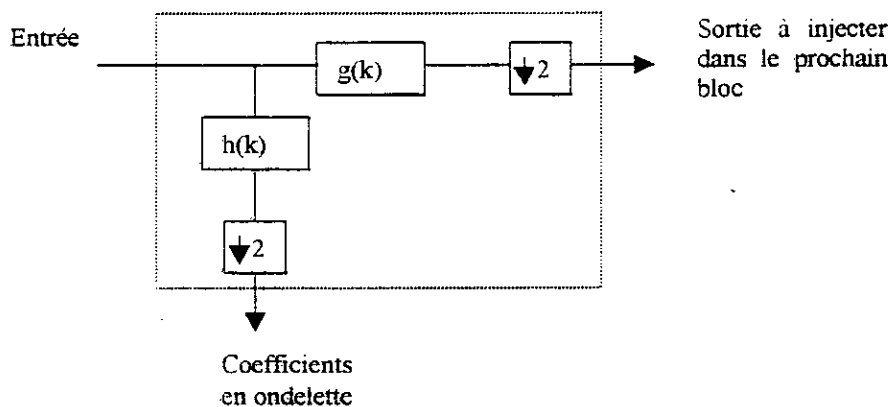 Entrée
g(k)
2
Sortie à injecter
dans le prochain
bloc
h(k)
2
Coefficients
en ondelette